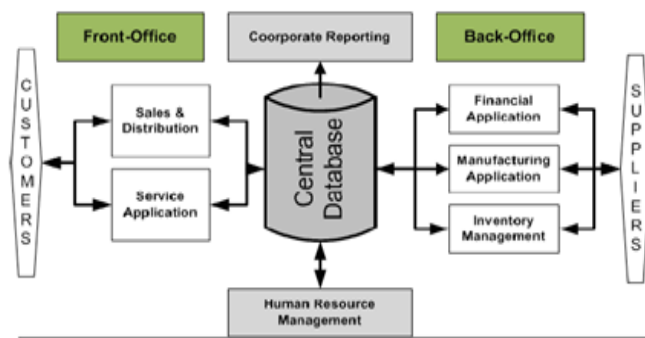 Front-Office
Coorporate Reporting
Back-Office
CUSTOMERS
Sales &
Distribution
Service
Application
Central
Database
Financial
Application
Manufacturing
Application
Inventory
Management
SUPPLIERS
Human Resource
Management